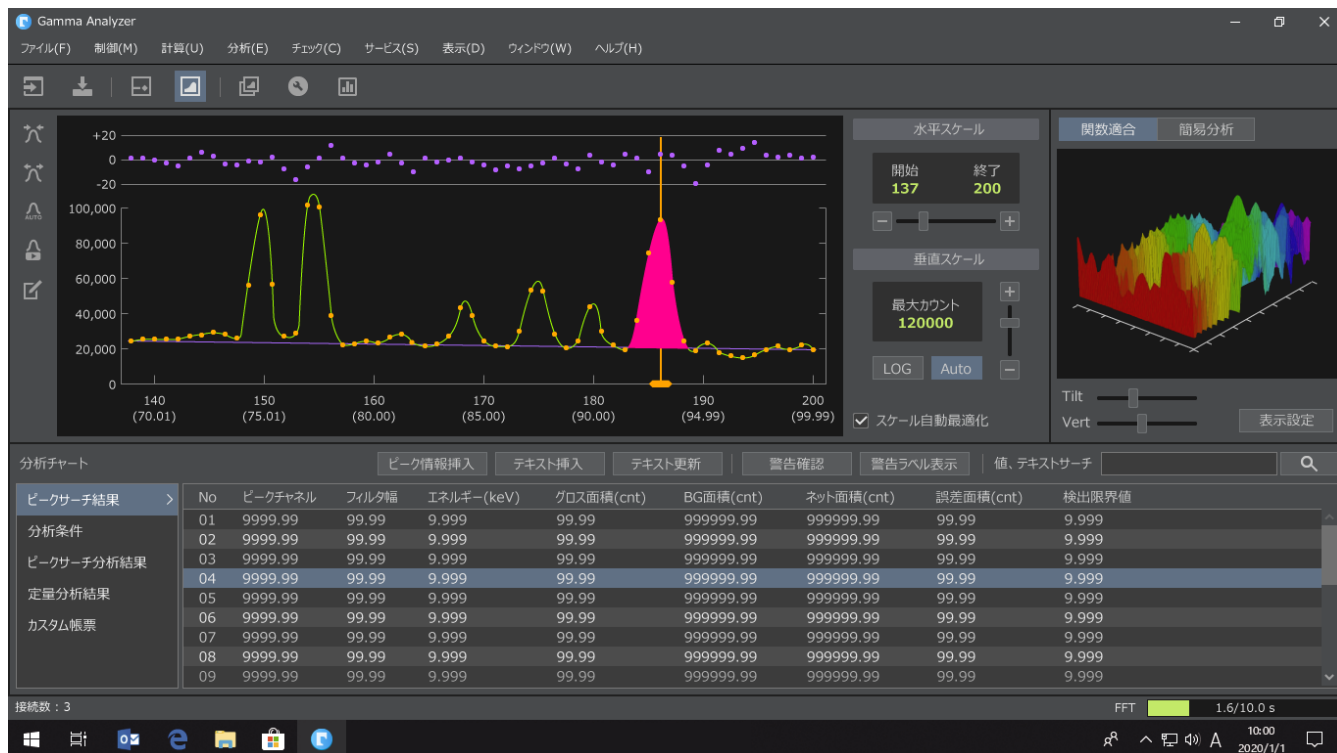 Gamma Analyzer
ファイル(F) 制御(M) 計算(U) 分析(E) チェック(C) サービス(S) 表示(D) ウィンドウ(W) ヘルプ(H)
+20
0
-20
AUTO
100,000
80,000
60,000
40,000
20,000
0
140 150 160 170 180 190 200
(70.01) (75.01) (80.00) (85.00) (90.00) (94.99) (99.99)
水平スケール
開始 終了
137 200
垂直スケール
最大カウント
120000
LOG Auto
スケール自動最適化
関数適合 簡易分析
Tilt
Vert 表示設定
分析チャート ピーク情報挿入 テキスト挿入 テキスト更新 警告確認 警告ラベル表示 値、テキストサーチ
ピークサーチ結果
分析条件
ピークサーチ分析結果
定量分析結果
カスタム帳票
No ピークチャネル フィルタ幅 エネルギー(keV) グロス面積(cnt) BG面積(cnt) ネット面積(cnt) 誤差面積(cnt) 検出限界値
01 9999.99 99.99 9.999 99.99 999999.99 999999.99 99.99 9.999
02 9999.99 99.99 9.999 99.99 999999.99 999999.99 99.99 9.999
03 9999.99 99.99 9.999 99.99 999999.99 999999.99 99.99 9.999
04 9999.99 99.99 9.999 99.99 999999.99 999999.99 99.99 9.999
05 9999.99 99.99 9.999 99.99 999999.99 999999.99 99.99 9.999
06 9999.99 99.99 9.999 99.99 999999.99 999999.99 99.99 9.999
07 9999.99 99.99 9.999 99.99 999999.99 999999.99 99.99 9.999
08 9999.99 99.99 9.999 99.99 999999.99 999999.99 99.99 9.999
09 9999.99 99.99 9.999 99.99 999999.99 999999.99 99.99 9.999
接続数 : 3 FFT 1.6/10.0 s
A 10:00
2020/1/1